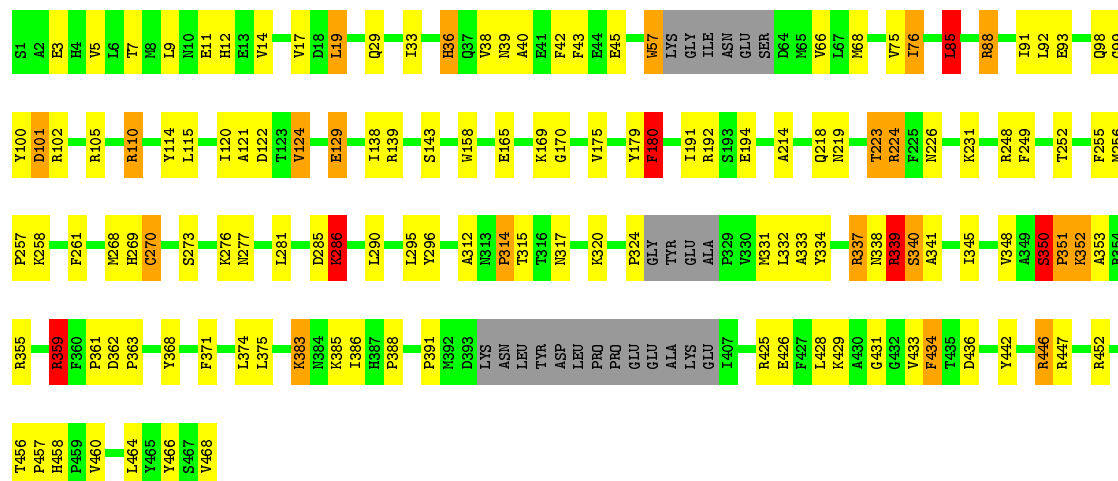 S1 A2 E3 H4 V5 L6 T7 M8 I9 N10 E11 H12 E13 V14 V17 D18 L19 Q29 I33 H36 Q37 V38 N39 A40 E41 F42 F43 E44 E45 W57 LYS GLY ILE ASN GLU SER D64 M65 V66 L67 M68 V75 I76 L85 R88 I91 L92 E93 Q98
Y100 D101 R102 R105 R110 Y114 L115 I120 A121 D122 T123 V124 E129 I138 R139 S143 W158 E165 K169 G170 V175 Y179 F180 I191 R192 S193 E194 A214 Q218 N219 T223 R224 F225 N226 K231 R248 F249 T252 F255 M256
P257 K258 F261 M268 H269 C270 S273 K276 N277 L281 D285 K286 L290 L295 Y296 A312 N313 P314 T315 T316 N317 K320 P324 GLY TYR GLU ALA P329 V330 M331 L332 A333 Y334 R337 N338 R339 S340 A341 I345 V348 A349 S350 P351 K352 A353 R354
R355 R359 F360 P361 D362 P363 Y368 F371 L374 L375 K383 N384 K385 I386 H387 P388 P391 M392 D393 LYS ASN LEU TYR ASP LEU PRO PRO GLU GLU ALA LYS GLU I407 R425 E426 F427 L428 K429 A430 G431 G432 V433 F434 T435 D436 Y442 R446 R447 R452
T456 P457 H458 P459 V460 L464 Y465 Y466 S467 V468